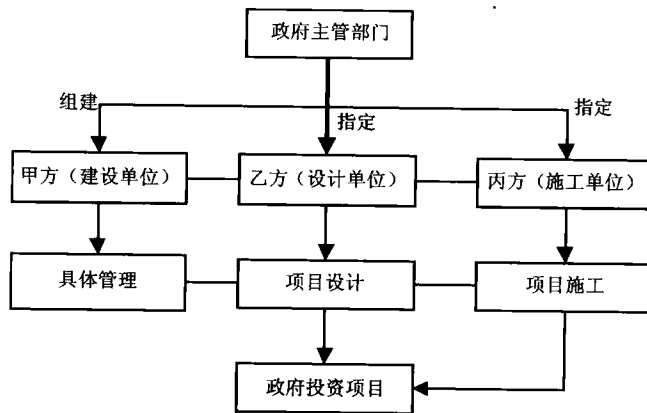 政府主管部门
组建
指定
指定
甲方（建设单位）
乙方（设计单位）
丙方（施工单位）
具体管理
项目设计
项目施工
政府投资项目